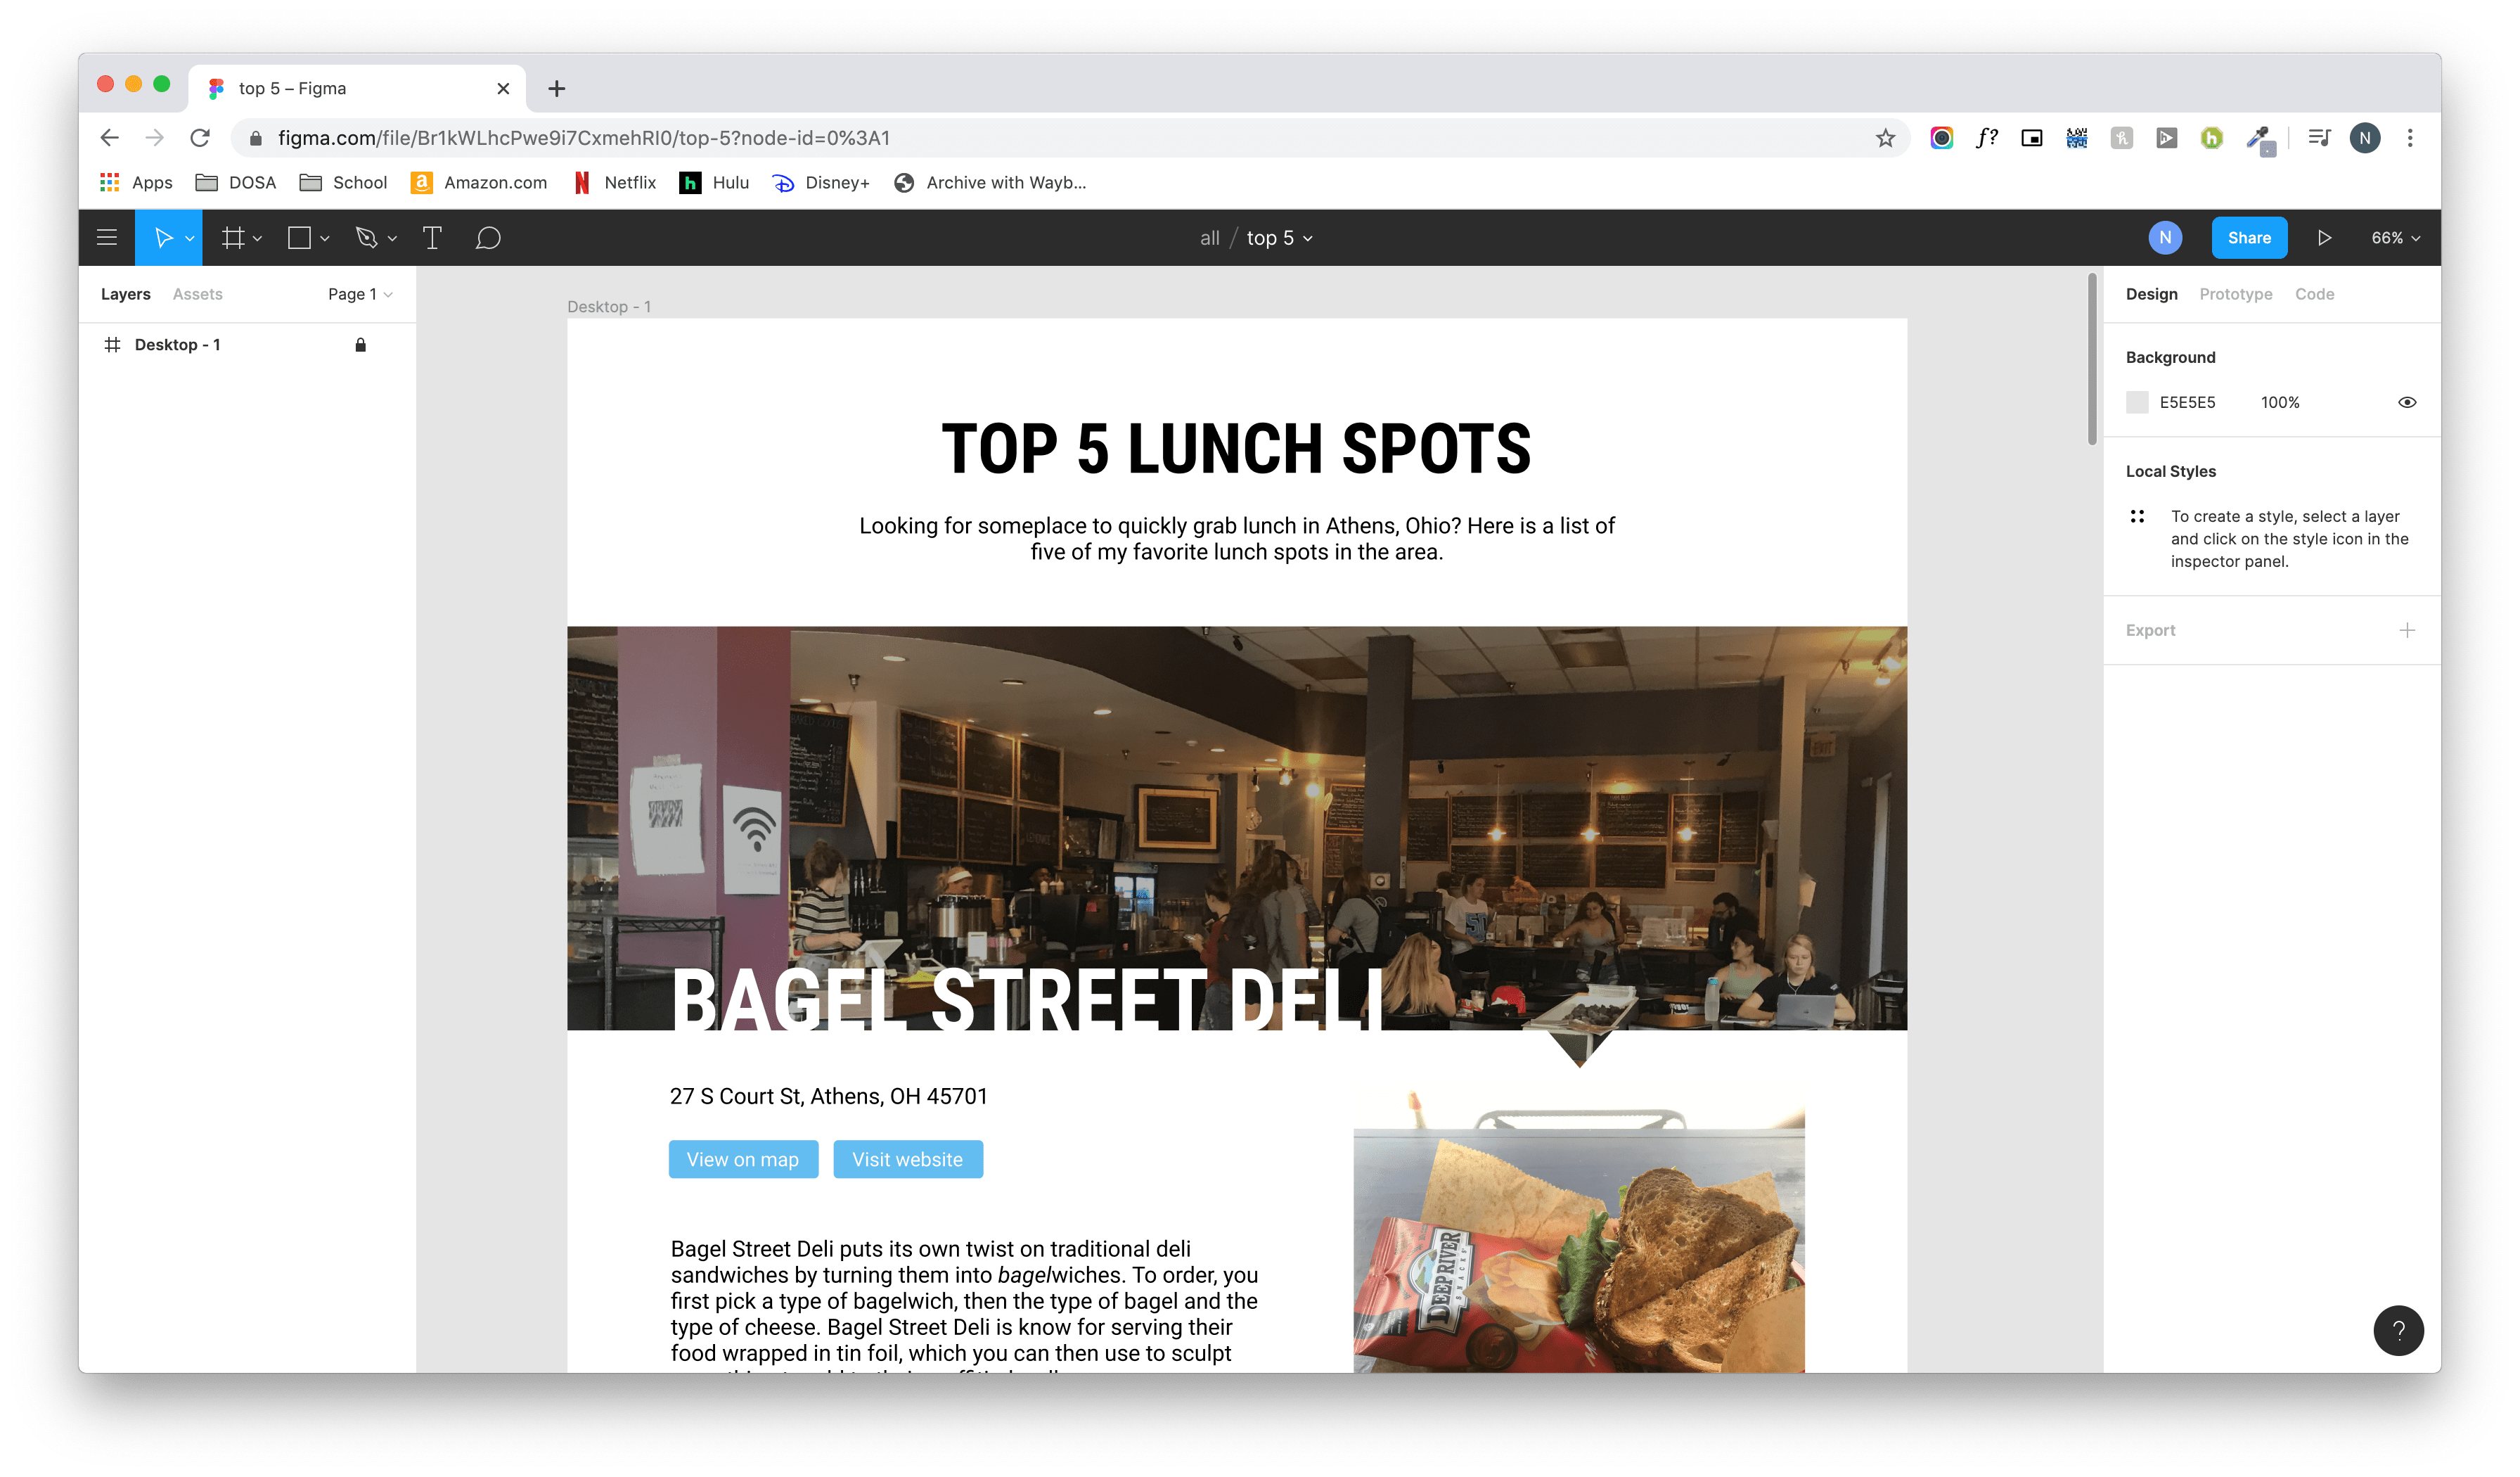 top 5 – Figma
figma.com/file/Br1kWLhcPwe9i7CxmehRI0/top-5?node-id=0%3A1
N
Apps DOSA School Amazon.com Netflix Hulu Disney+ Archive with Wayb...
all / top 5
N Share 66%
Layers Assets Page 1
Desktop - 1
Desktop - 1
TOP 5 LUNCH SPOTS
Looking for someplace to quickly grab lunch in Athens, Ohio? Here is a list of
five of my favorite lunch spots in the area.
EXIT
BAGEL STREET DELI
27 S Court St, Athens, OH 45701
View on map Visit website
Bagel Street Deli puts its own twist on traditional deli
sandwiches by turning them into bagelwiches. To order, you
first pick a type of bagelwich, then the type of bagel and the
type of cheese. Bagel Street Deli is know for serving their
food wrapped in tin foil, which you can then use to sculpt
DEEP RIVER
SNACKS
Design Prototype Code
Background
E5E5E5 100%
Local Styles
To create a style, select a layer
and click on the style icon in the
inspector panel.
Export
?